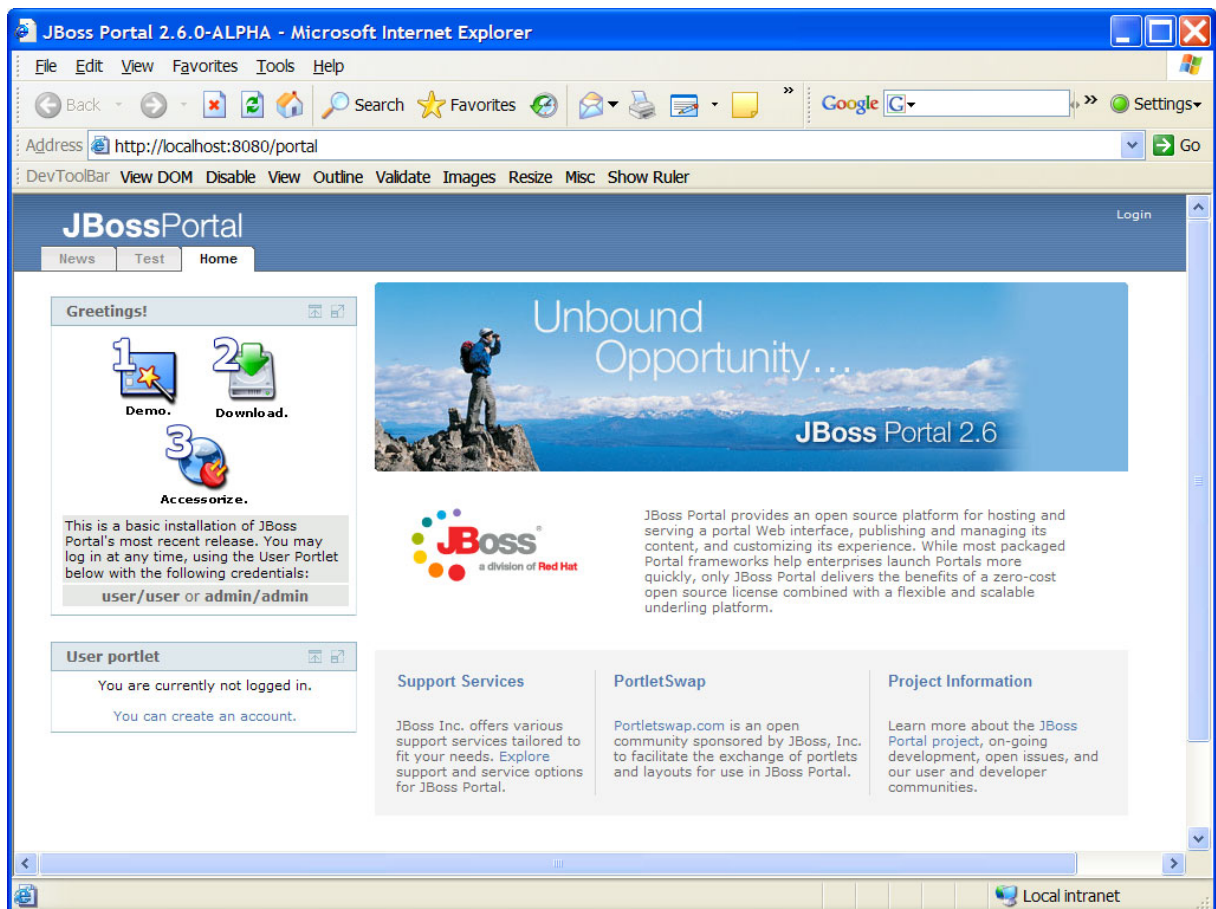 JBoss Portal 2.6.0-ALPHA - Microsoft Internet Explorer
File Edit View Favorites Tools Help
Back Search Favorites » Google G » Settings
Address http://localhost:8080/portal Go
DevToolBar View DOM Disable View Outline Validate Images Resize Misc Show Ruler
JBossPortal
Login
News Test Home
Greetings!
1 2
Demo. Download.
3
Accessorize.
This is a basic installation of JBoss
Portal's most recent release. You may
log in at any time, using the User Portlet
below with the following credentials:
user/user or admin/admin
User portlet
You are currently not logged in.
You can create an account.
Unbound
Opportunity...
JBoss Portal 2.6
JBoss®
a division of Red Hat
JBoss Portal provides an open source platform for hosting and
serving a portal Web interface, publishing and managing its
content, and customizing its experience. While most packaged
Portal frameworks help enterprises launch Portals more
quickly, only JBoss Portal delivers the benefits of a zero-cost
open source license combined with a flexible and scalable
underling platform.
Support Services
JBoss Inc. offers various
support services tailored to
fit your needs. Explore
support and service options
for JBoss Portal.
PortletSwap
Portletswap.com is an open
community sponsored by JBoss, Inc.
to facilitate the exchange of portlets
and layouts for use in JBoss Portal.
Project Information
Learn more about the JBoss
Portal project, on-going
development, open issues, and
our user and developer
communities.
Local intranet